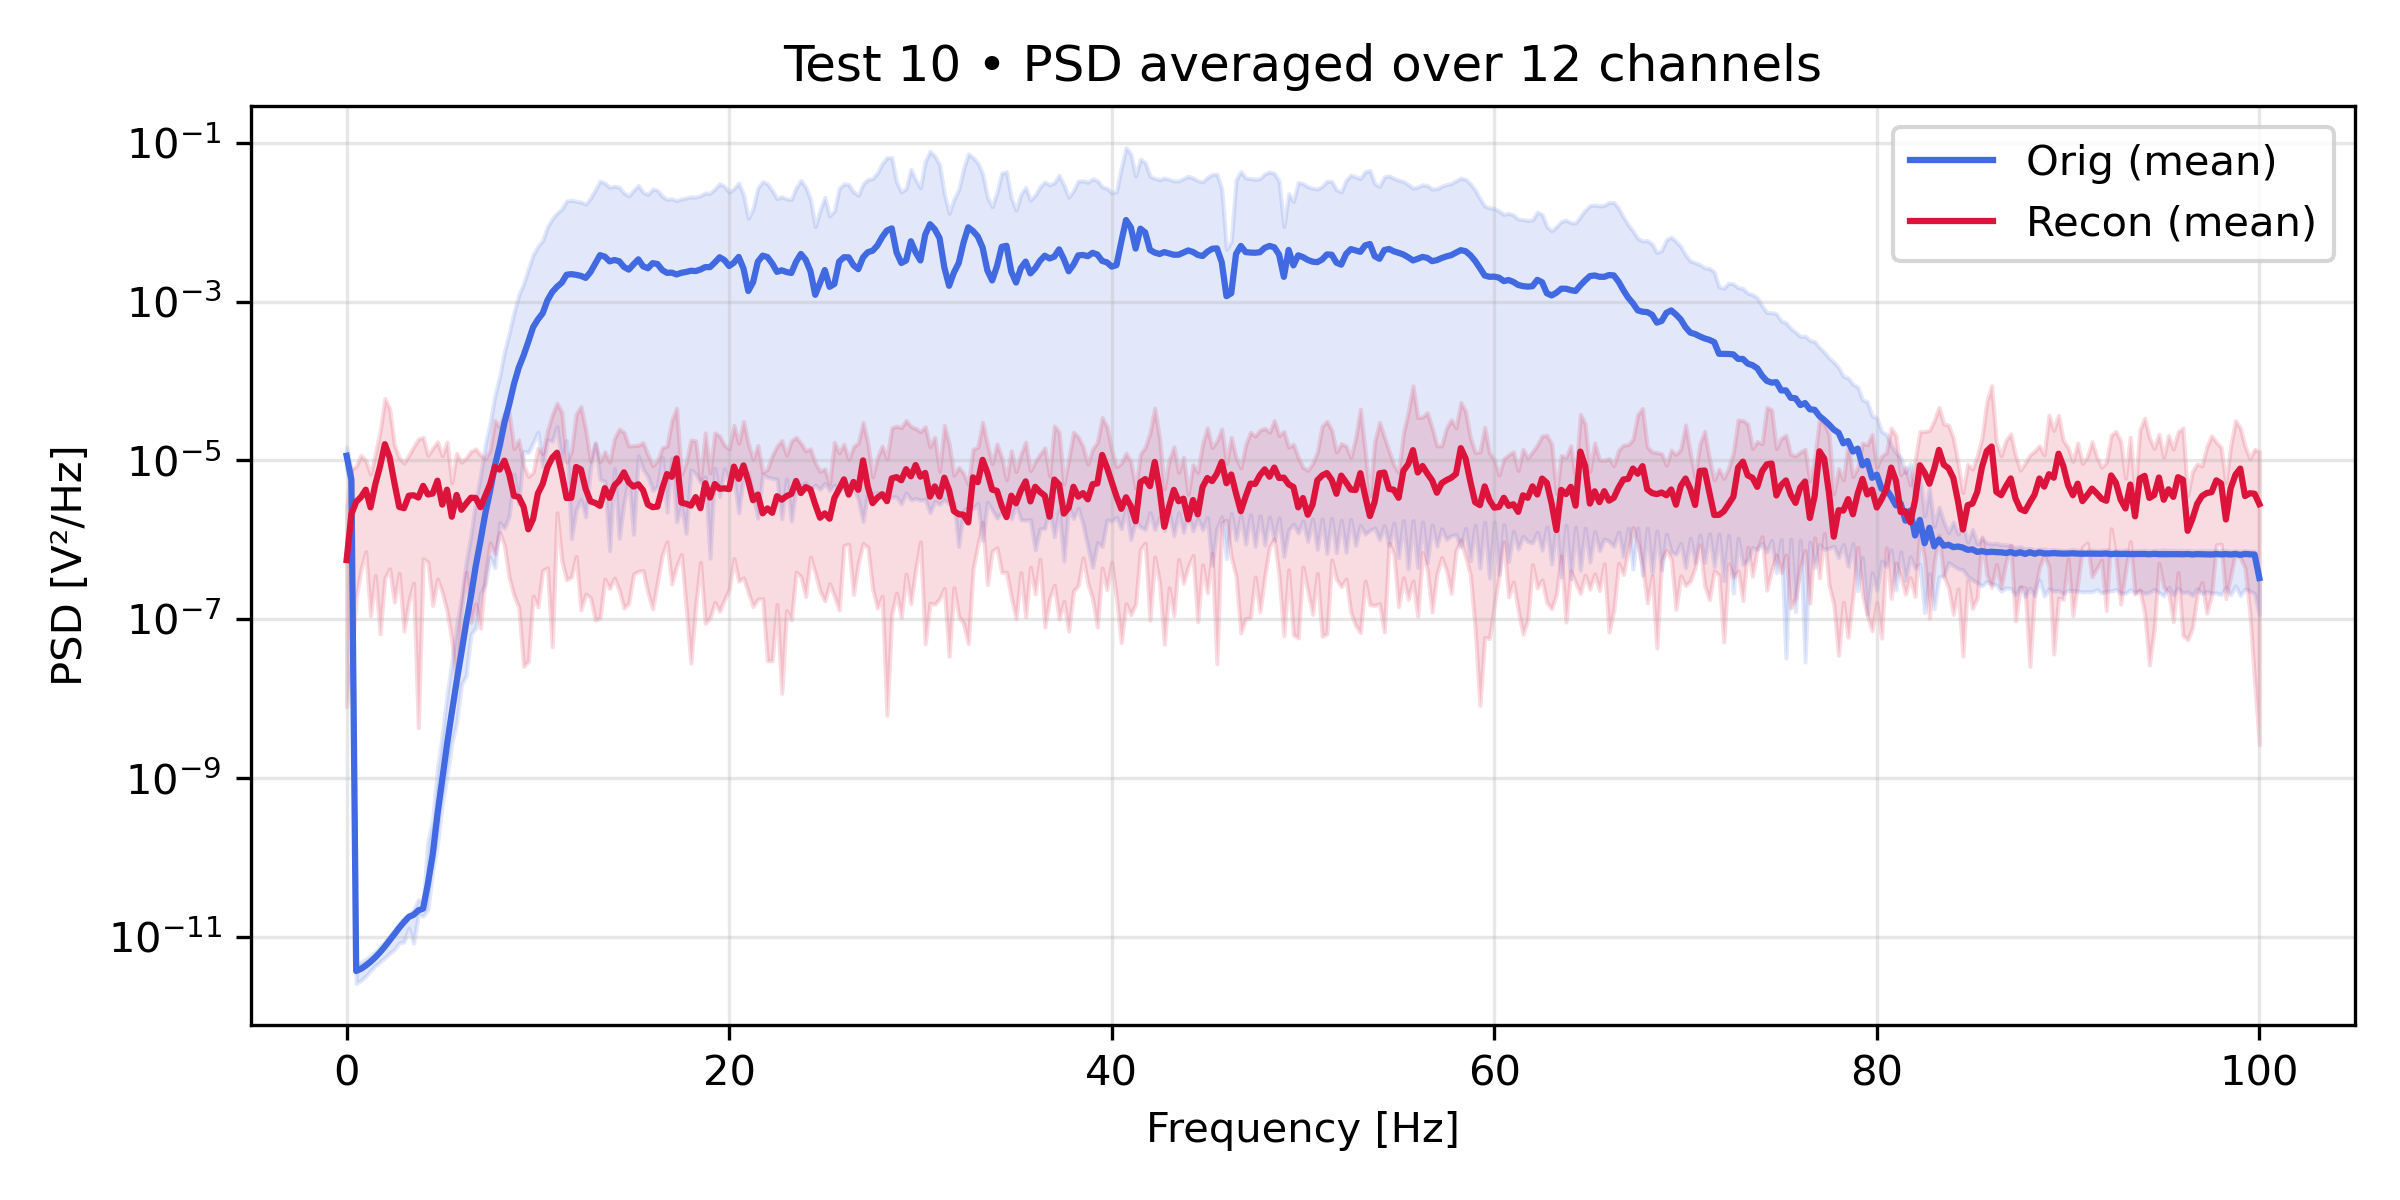 Test 10 • PSD averaged over 12 channels
10⁻¹
10⁻³
10⁻⁵
10⁻⁷
10⁻⁹
10⁻¹¹
PSD [V²/Hz]
Orig (mean)
Recon (mean)
0 20 40 60 80 100
Frequency [Hz]